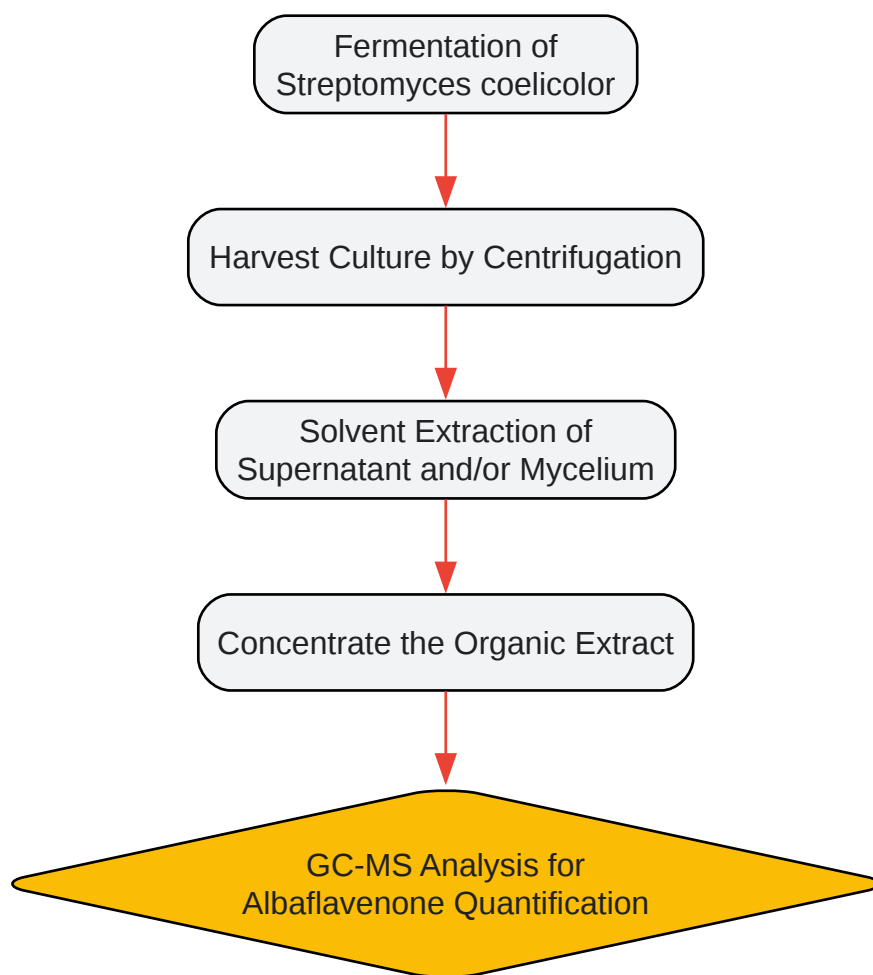 Fermentation of
Streptomyces coelicolor
Harvest Culture by Centrifugation
Solvent Extraction of
Supernatant and/or Mycelium
Concentrate the Organic Extract
GC-MS Analysis for
Albaflavenone Quantification